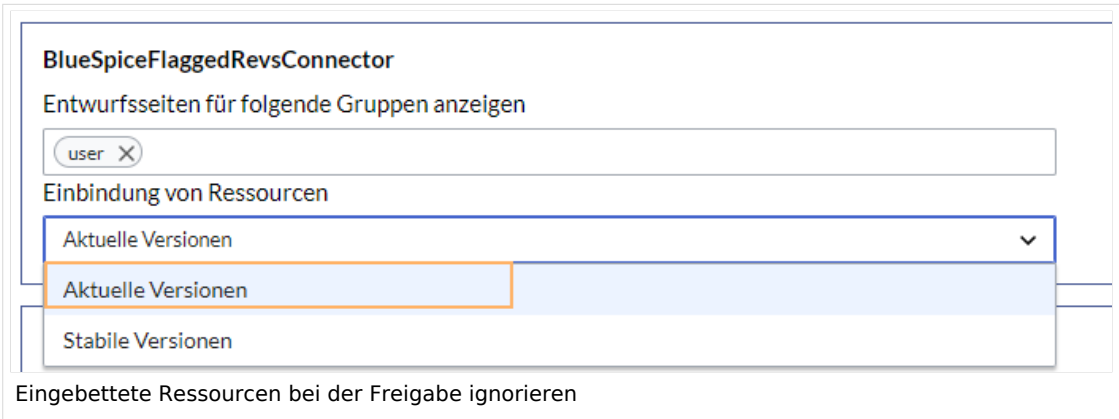 BlueSpiceFlaggedRevsConnector
Entwurfsseiten für folgende Gruppen anzeigen
user
Einbindung von Ressourcen
Aktuelle Versionen
Aktuelle Versionen
Stabile Versionen
Eingebettete Ressourcen bei der Freigabe ignorieren